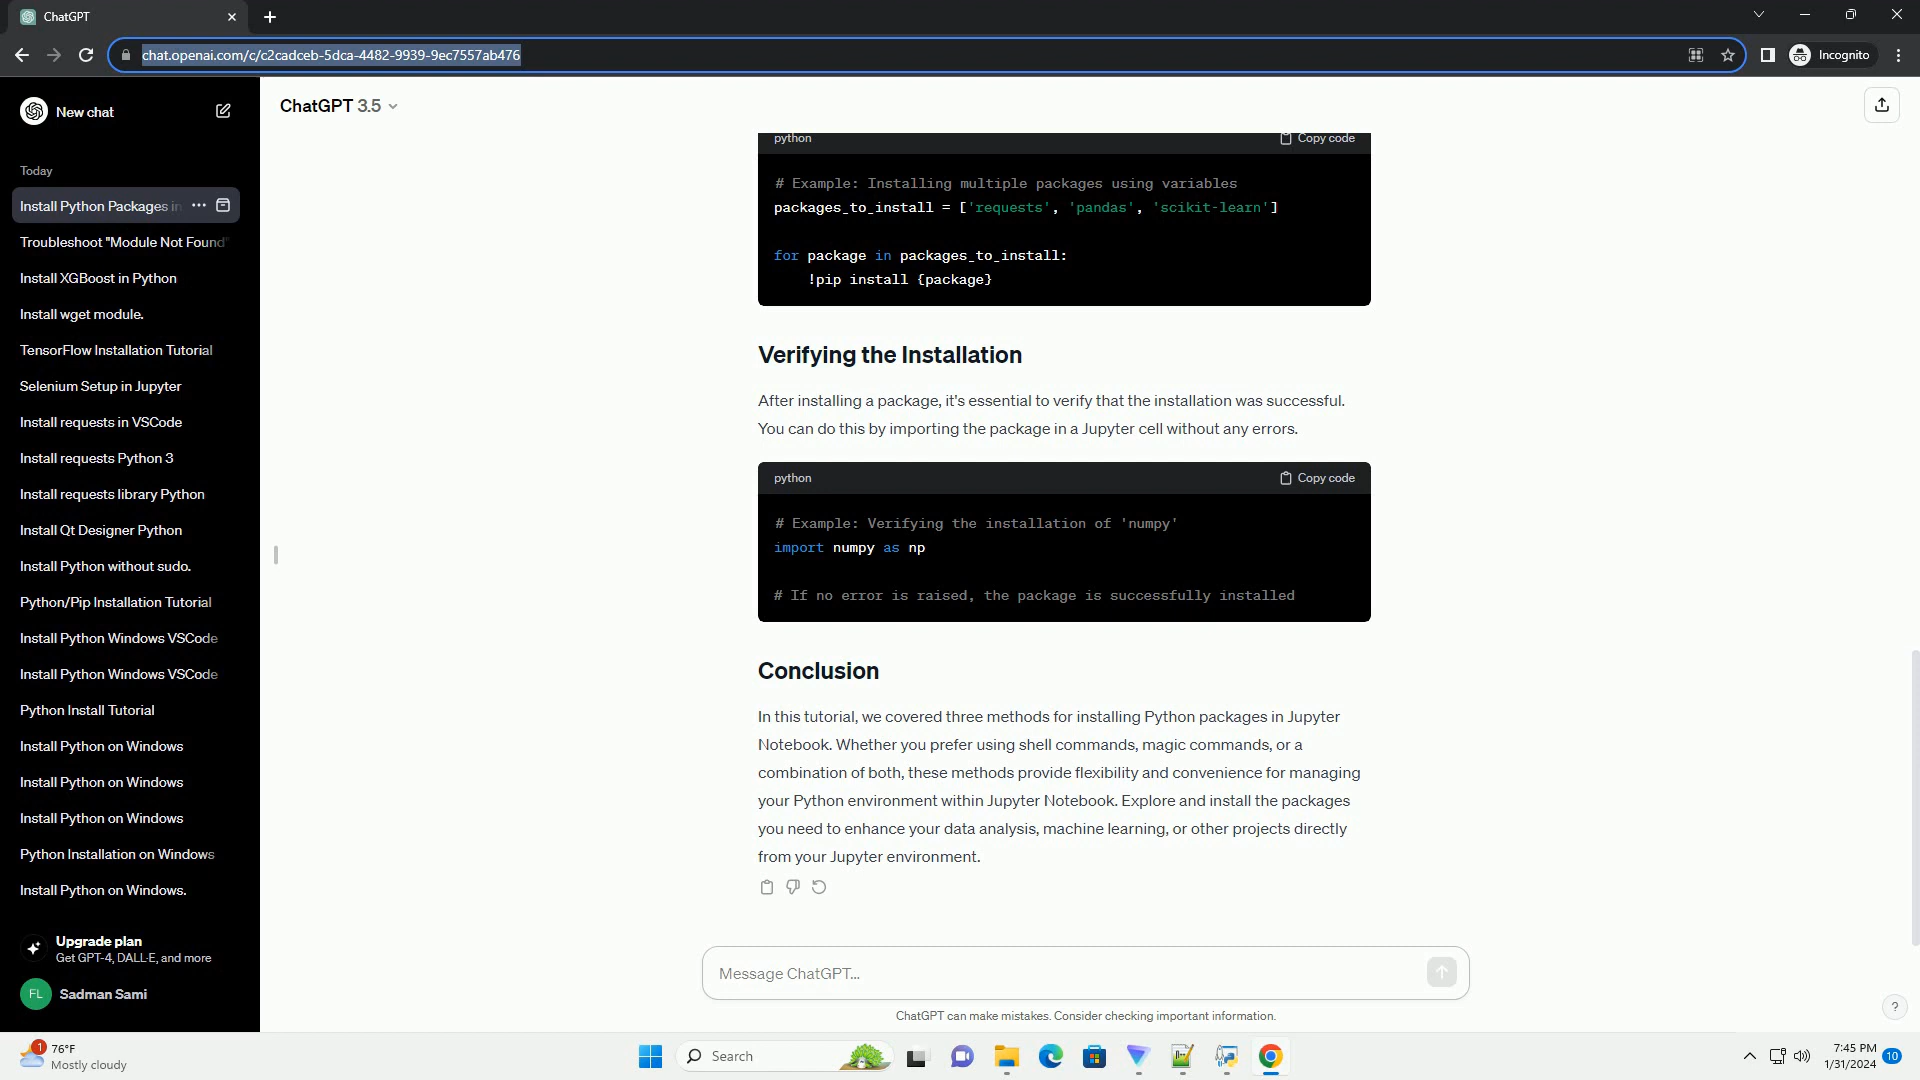 ChatGPT
chat.openai.com/c/c2cadceb-5dca-4482-9939-9ec7557ab476
Incognito
New chat
Today
Install Python Packages in
Troubleshoot "Module Not Found"
Install XGBoost in Python
Install wget module.
TensorFlow Installation Tutorial
Selenium Setup in Jupyter
Install requests in VSCode
Install requests Python 3
Install requests library Python
Install Qt Designer Python
Install Python without sudo.
Python/Pip Installation Tutorial
Install Python Windows VSCode
Install Python Windows VSCode
Python Install Tutorial
Install Python on Windows
Install Python on Windows
Install Python on Windows
Python Installation on Windows
Install Python on Windows.
Upgrade plan
Get GPT-4, DALL·E, and more
FL Sadman Sami
ChatGPT 3.5
python Copy code
# Example: Installing multiple packages using variables
packages_to_install = ['requests', 'pandas', 'scikit-learn']
for package in packages_to_install:
!pip install {package}
Verifying the Installation
After installing a package, it's essential to verify that the installation was successful.
You can do this by importing the package in a Jupyter cell without any errors.
python Copy code
# Example: Verifying the installation of 'numpy'
import numpy as np
# If no error is raised, the package is successfully installed
Conclusion
In this tutorial, we covered three methods for installing Python packages in Jupyter
Notebook. Whether you prefer using shell commands, magic commands, or a
combination of both, these methods provide flexibility and convenience for managing
your Python environment within Jupyter Notebook. Explore and install the packages
you need to enhance your data analysis, machine learning, or other projects directly
from your Jupyter environment.
Message ChatGPT...
ChatGPT can make mistakes. Consider checking important information.
?
1
76°F
Mostly cloudy
Search
7:45 PM
1/31/2024
10